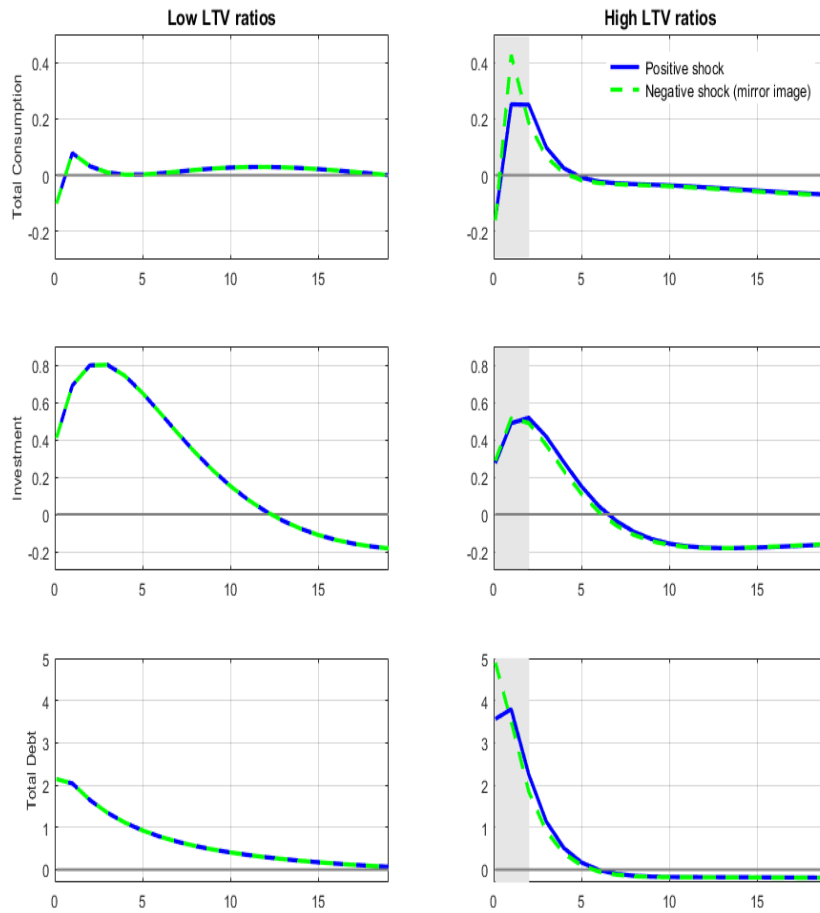 Low LTV ratios
High LTV ratios
Total Consumption
0.4
0.2
0
-0.2
0 5 10 15
0.4
0.2
0
-0.2
0 5 10 15
Positive shock
Negative shock (mirror image)
Investment
0.8
0.6
0.4
0.2
0
-0.2
0 5 10 15
0.8
0.6
0.4
0.2
0
-0.2
0 5 10 15
Total Debt
5
4
3
2
1
0
0 5 10 15
5
4
3
2
1
0
0 5 10 15